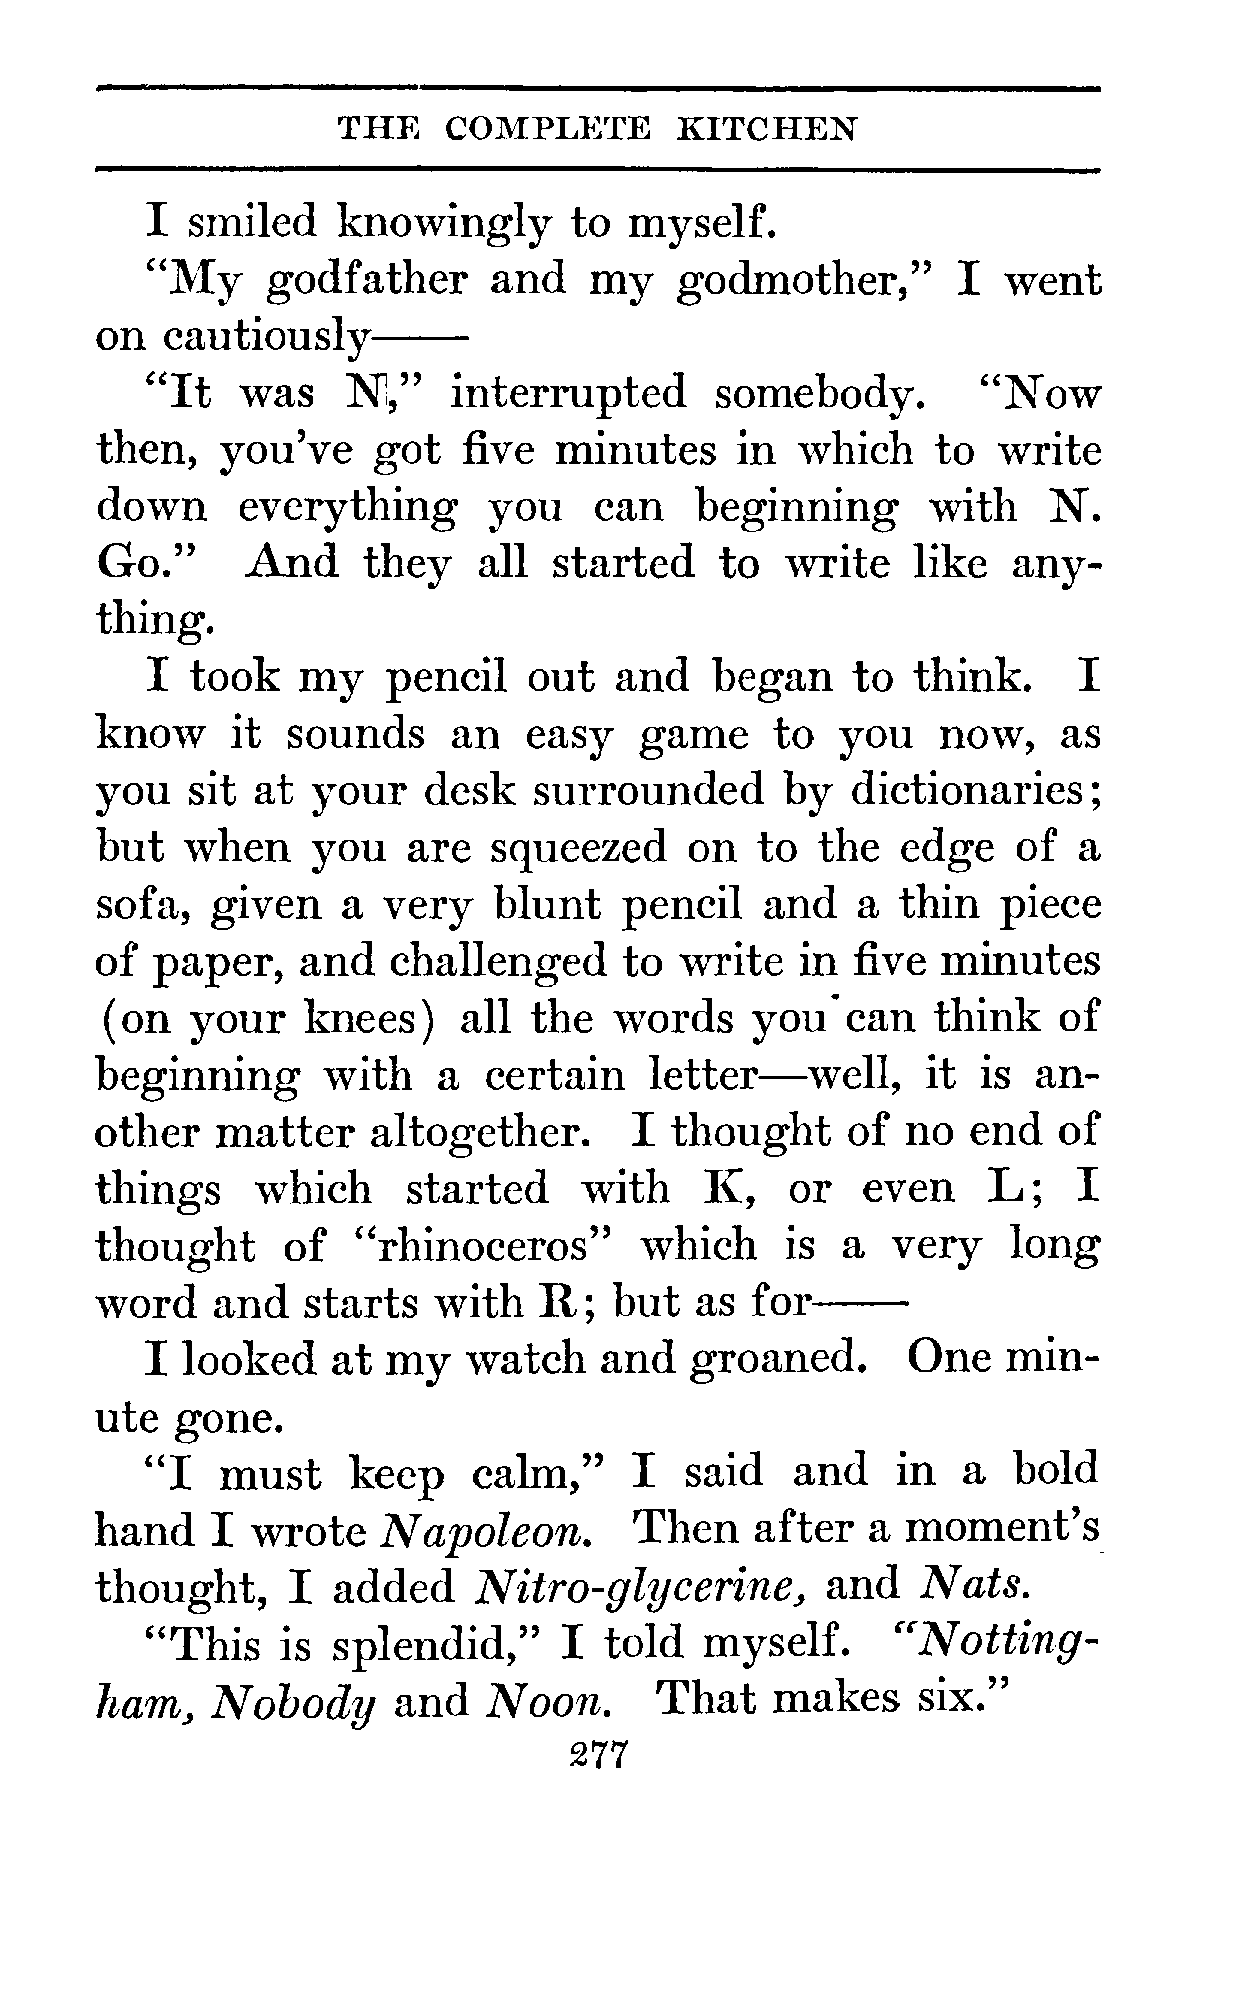 THE COMPLETE KITCHEN
I smiled knowingly to myself.
“My godfather and my godmother,” I went
on cautiously——
“It was N,” interrupted somebody. “Now
then, you've got five minutes in which to write
down everything you can beginning with N.
Go.” And they all started to write like any-
thing.
I took my pencil out and began to think. I
know it sounds an easy game to you now, as
you sit at your desk surrounded by dictionaries;
but when you are squeezed on to the edge of a
sofa, given a very blunt pencil and a thin piece
of paper, and challenged to write in five minutes
(on your knees) all the words you can think of
beginning with a certain letter—well, it is an-
other matter altogether. I thought of no end of
things which started with K, or even L; I
thought of “rhinoceros” which is a very long
word and starts with R; but as for——
I looked at my watch and groaned. One min-
ute gone.
“I must keep calm,” I said and in a bold
hand I wrote Napoleon. Then after a moment's
thought, I added Nitro-glycerine, and Nats.
“This is splendid,” I told myself. “Notting-
ham, Nobody and Noon. That makes six.”
277